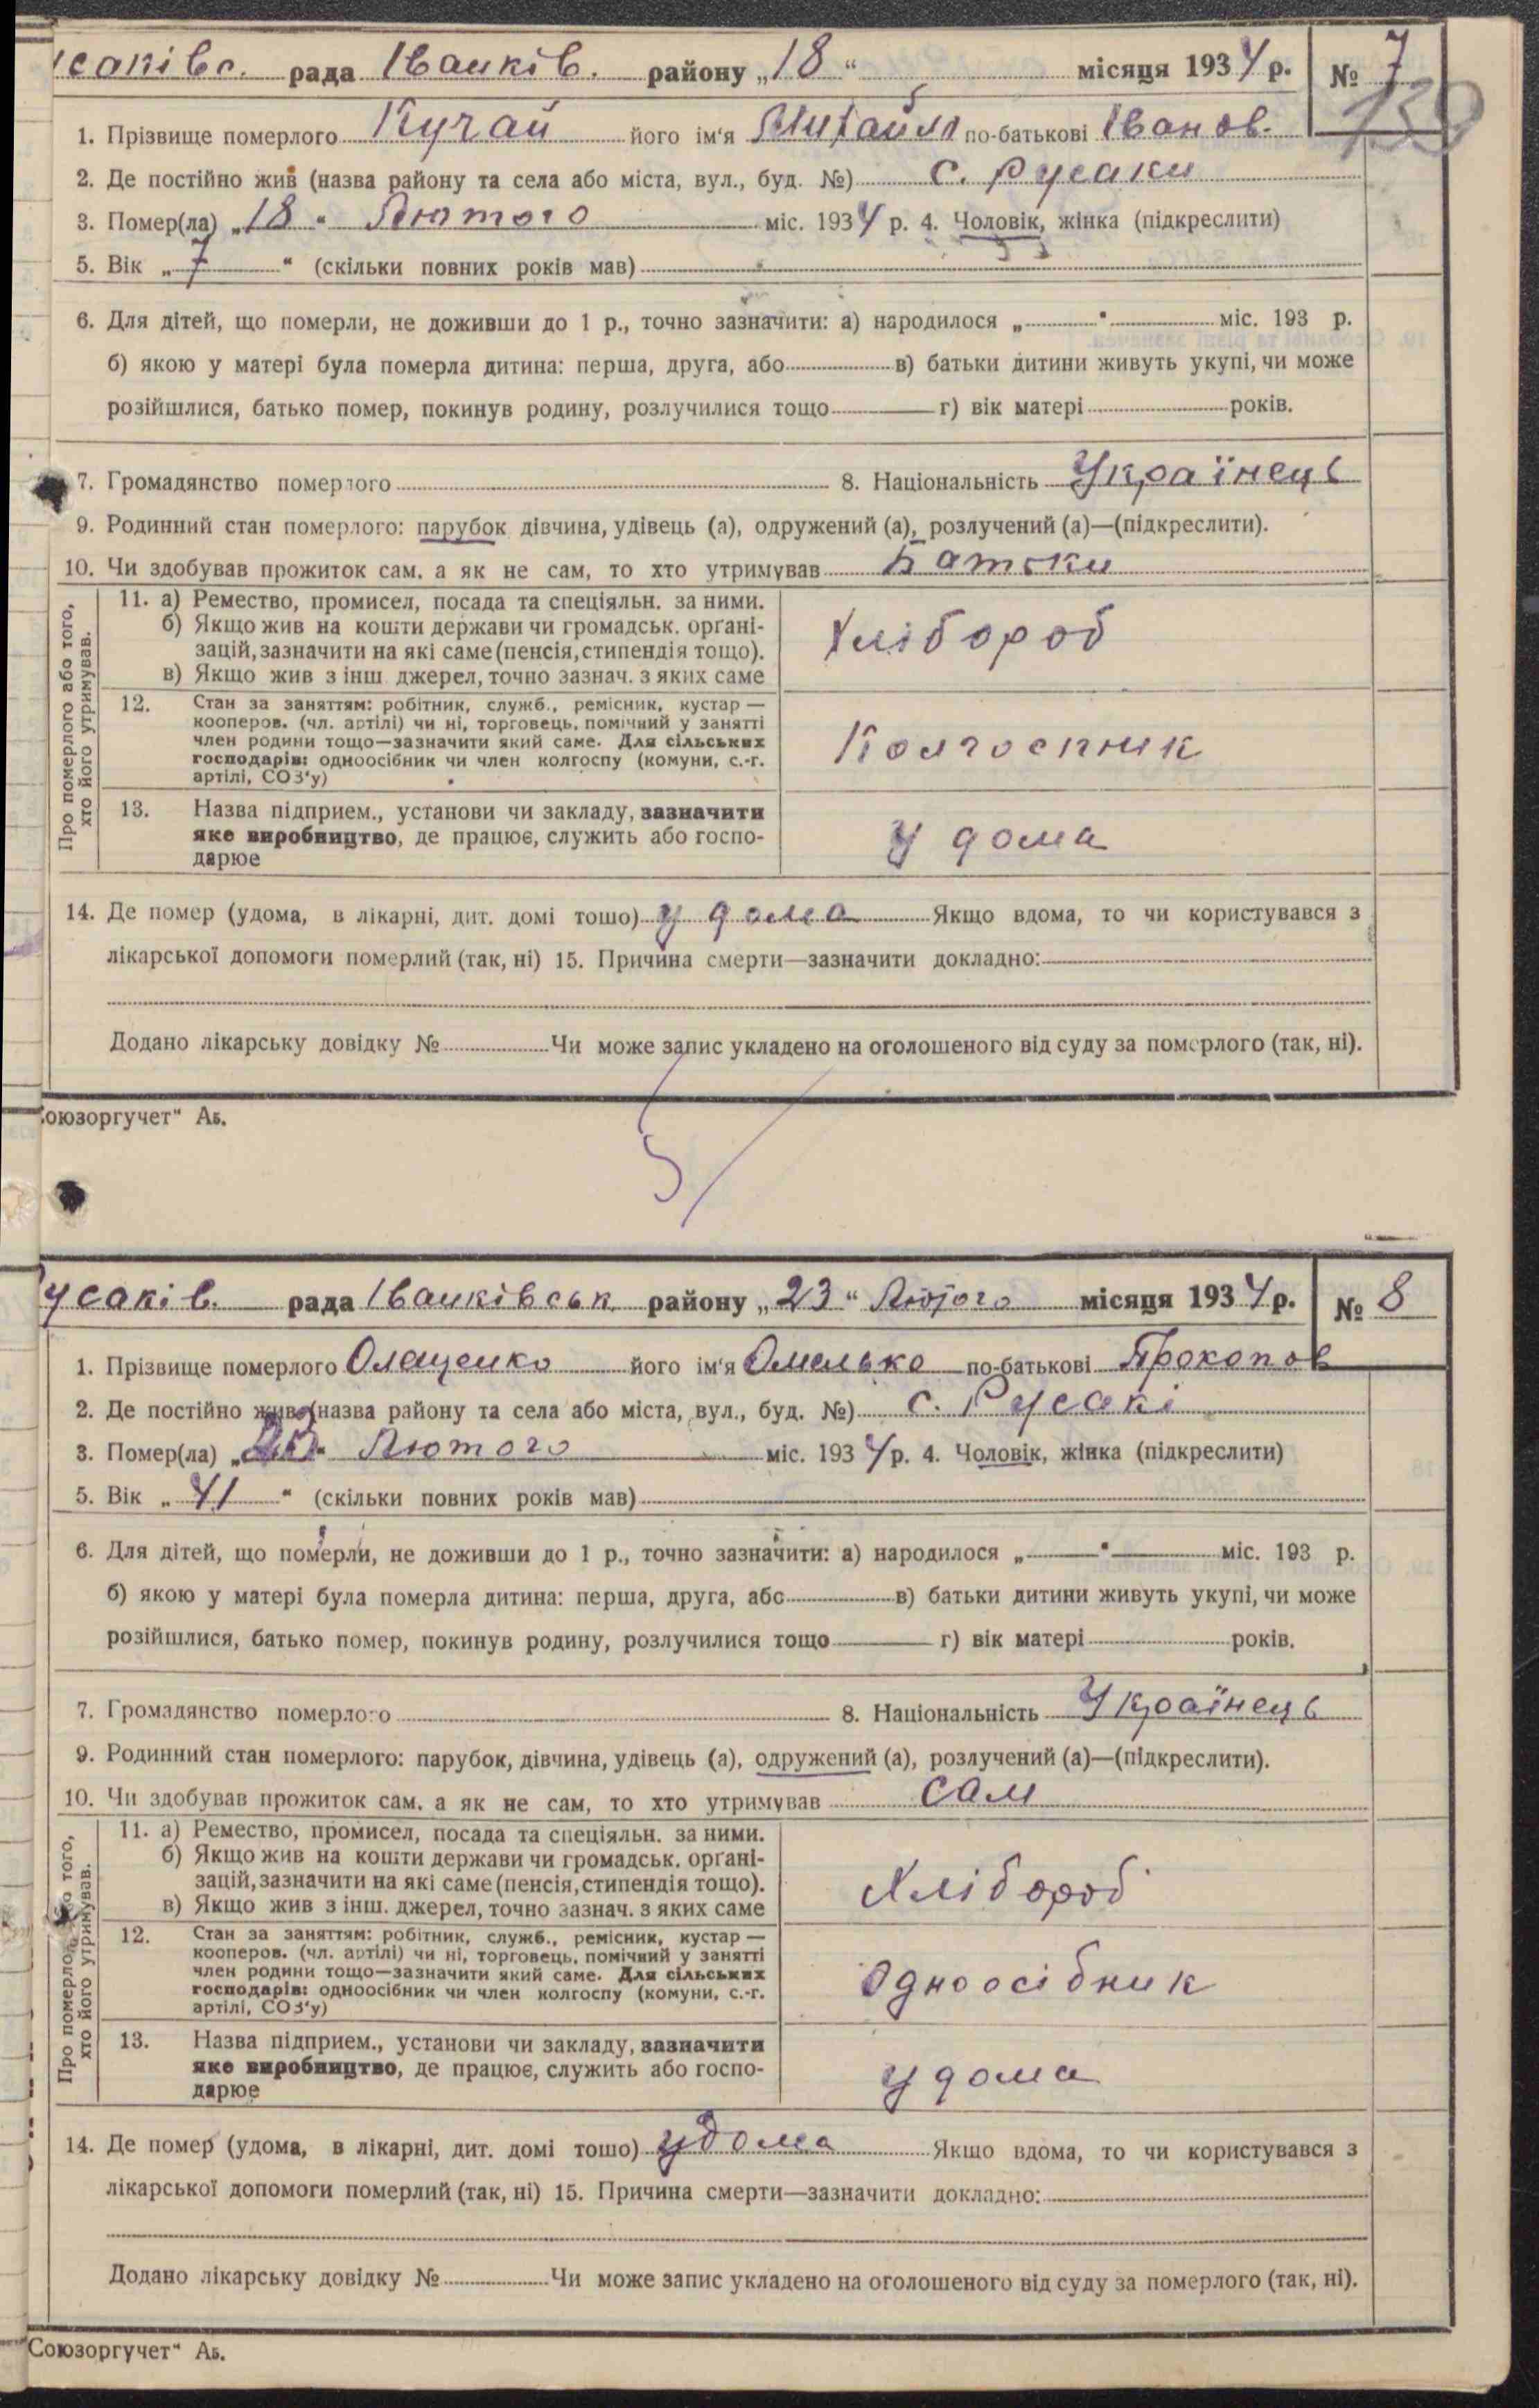 усаківс. рада Іванків. району „18“ місяця 1934 р. № 7
139
1. Прізвище померлого Кучай його ім'я Михайло по-батькові Іванов.
2. Де постійно жив (назва району та села або міста, вул., буд. №) с. Русаки
3. Помер(ла) „18“ Лютого міс. 1934 р. 4. Чоловік, жінка (підкреслити)
5. Вік „7“ (скільки повних років мав)
6. Для дітей, що померли, не доживши до 1 р., точно зазначити: а) народилося „ “ міс. 193 р.
б) якою у матері була померла дитина: перша, друга, або в) батьки дитини живуть укупі, чи може
розійшлися, батько помер, покинув родину, розлучилися тощо г) вік матері років.
7. Громадянство померлого 8. Національність Українець
9. Родинний стан померлого: парубок дівчина, удівець (а), одружений (а), розлучений (а)—(підкреслити).
10. Чи здобував прожиток сам, а як не сам, то хто утримував Батьки
Про померлого або того,
хто його утримував.
11. а) Ремество, промисел, посада та спеціяльн. за ними.
б) Якщо жив на кошти держави чи громадськ. органі-
зацій, зазначити на які саме (пенсія, стипендія тощо).
в) Якщо жив з інш. джерел, точно зазнач. з яких саме
Хлібороб
12. Стан за заняттям: робітник, служб., ремісник, кустар —
кооперов. (чл. артілі) чи ні, торговець, помічний у занятті
член родини тощо—зазначити який саме. Для сільських
господарів: одноосібник чи член колгоспу (комуни, с.-г.
артілі, СОЗ'у)
Колгоспник
13. Назва підприєм., установи чи закладу, зазначити
яке виробництво, де працює, служить або госпо-
дарює
у дома
14. Де помер (удома, в лікарні, дит. домі тошо) у дома Якщо вдома, то чи користувався з
лікарської допомоги померлий (так, ні) 15. Причина смерти—зазначити докладно:
Додано лікарську довідку № Чи може запис укладено на оголошеного від суду за померлого (так, ні).
Союзоргучет“ Аб.
усаків. рада Іванківськ. району „23“ Лютого місяця 1934 р. № 8
1. Прізвище померлого Олещенко його ім'я Омелько по-батькові Прокопов
2. Де постійно жив (назва району та села або міста, вул., буд. №) с. Русакі
3. Помер(ла) Лютого міс. 1934 р. 4. Чоловік, жінка (підкреслити)
5. Вік „41“ (скільки повних років мав)
6. Для дітей, що померли, не доживши до 1 р., точно зазначити: а) народилося „ “ міс. 193 р.
б) якою у матері була померла дитина: перша, друга, або в) батьки дитини живуть укупі, чи може
розійшлися, батько помер, покинув родину, розлучилися тощо г) вік матері років.
7. Громадянство померлого 8. Національність Українець
9. Родинний стан померлого: парубок, дівчина, удівець (а), одружений (а), розлучений (а)—(підкреслити).
10. Чи здобував прожиток сам, а як не сам, то хто утримував сам
Про померлого або того,
хто його утримував.
11. а) Ремество, промисел, посада та спеціяльн. за ними.
б) Якщо жив на кошти держави чи громадськ. органі-
зацій, зазначити на які саме (пенсія, стипендія тощо).
в) Якщо жив з інш. джерел, точно зазнач. з яких саме
Хлібороб
12. Стан за заняттям: робітник, служб., ремісник, кустар —
кооперов. (чл. артілі) чи ні, торговець, помічний у занятті
член родини тощо—зазначити який саме. Для сільських
господарів: одноосібник чи член колгоспу (комуни, с.-г.
артілі, СОЗ'у)
Одноосібник
13. Назва підприєм., установи чи закладу, зазначити
яке виробництво, де працює, служить або госпо-
дарює
удома
14. Де помер (удома, в лікарні, дит. домі тошо) удома Якшо вдома, то чи користувався з
лікарської допомоги померлий (так, ні) 15. Причина смерти—зазначити докладно:
Додано лікарську довідку № Чи може запис укладено на оголошеного від суду за померлого (так, ні).
Союзоргучет“ Аб.